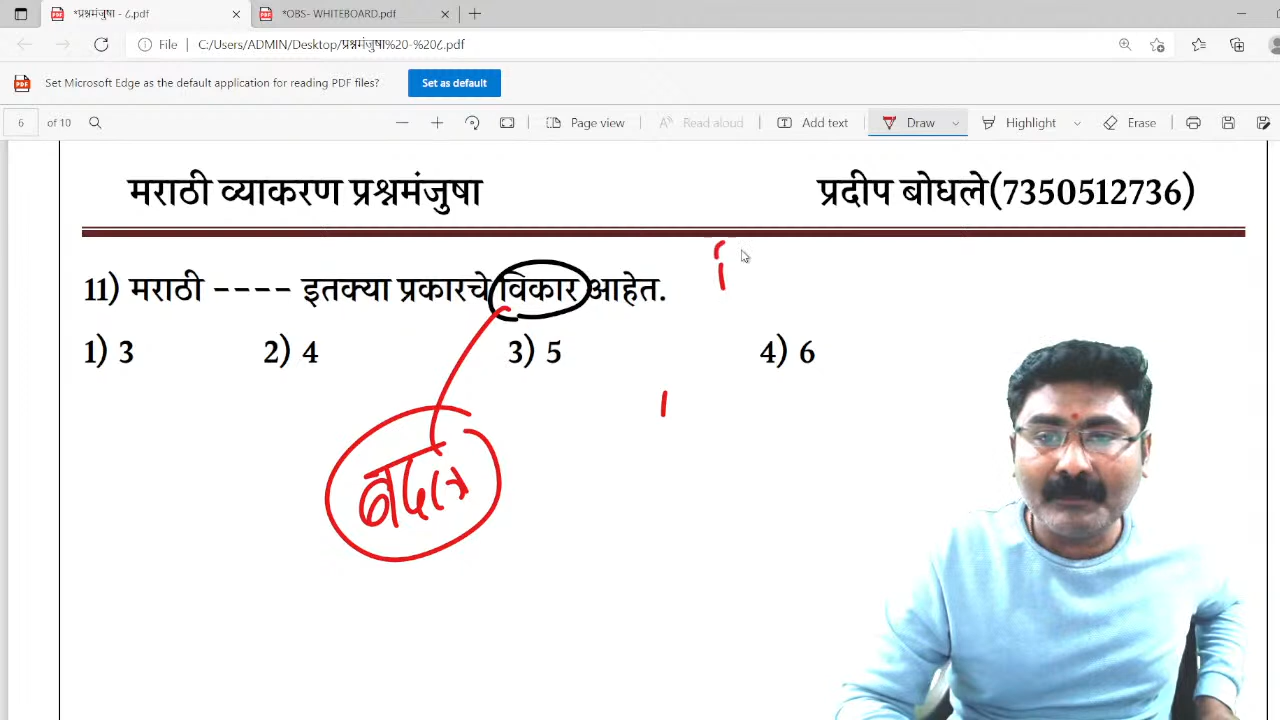 *प्रश्नमंजुषा - ८.pdf
*OBS- WHITEBOARD.pdf
File C:/Users/ADMIN/Desktop/प्रश्नमंजुषा%20-%20८.pdf
Set Microsoft Edge as the default application for reading PDF files? Set as default
6 of 10 Page view Read aloud Add text Draw Highlight Erase
मराठी व्याकरण प्रश्नमंजुषा प्रदीप बोधले(7350512736)
11) मराठी ---- इतक्या प्रकारचे विकार आहेत.
1) 3 2) 4 3) 5 4) 6
बदल